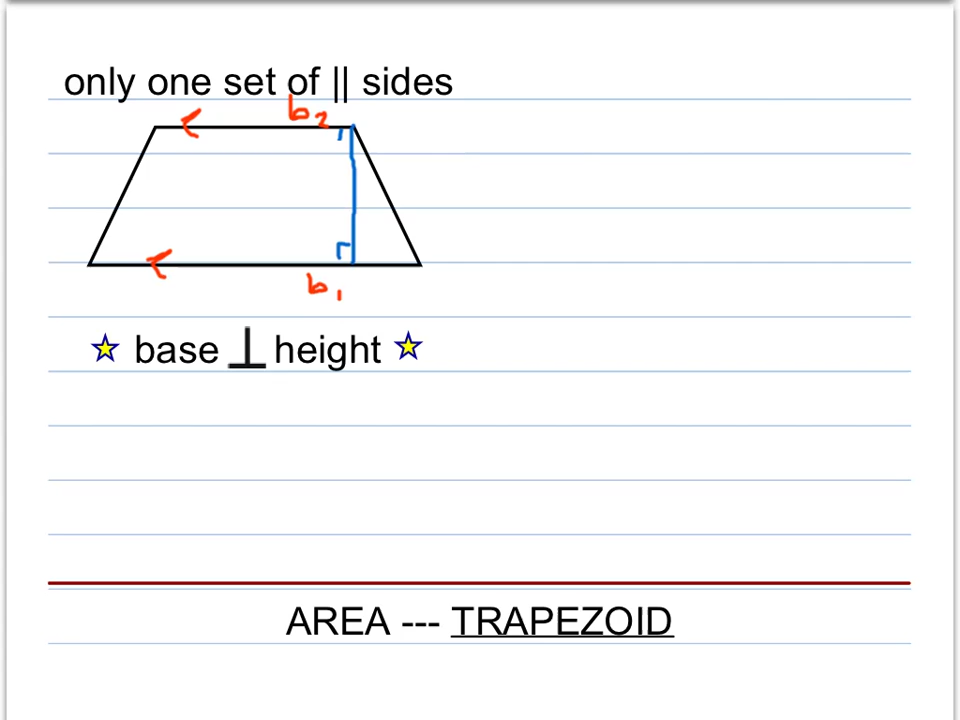 only one set of || sides
b2
b1
base ⊥ height
AREA --- TRAPEZOID